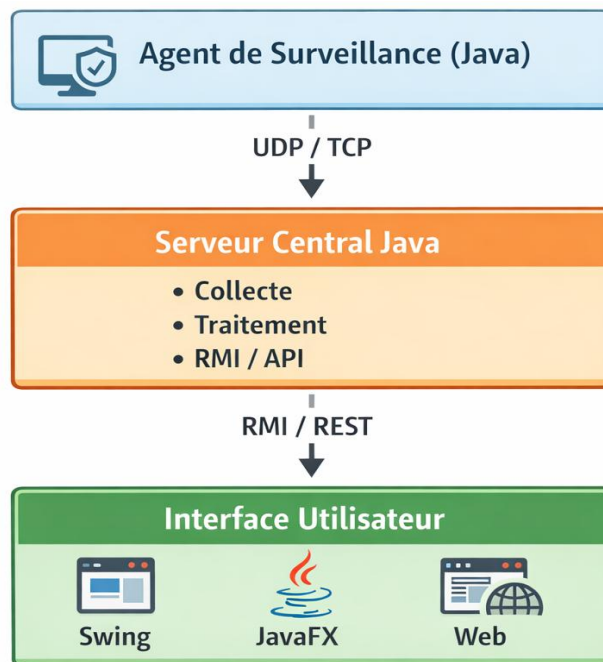 Agent de Surveillance (Java)
UDP / TCP
Serveur Central Java
• Collecte
• Traitement
• RMI / API
RMI / REST
Interface Utilisateur
Swing
JavaFX
Web